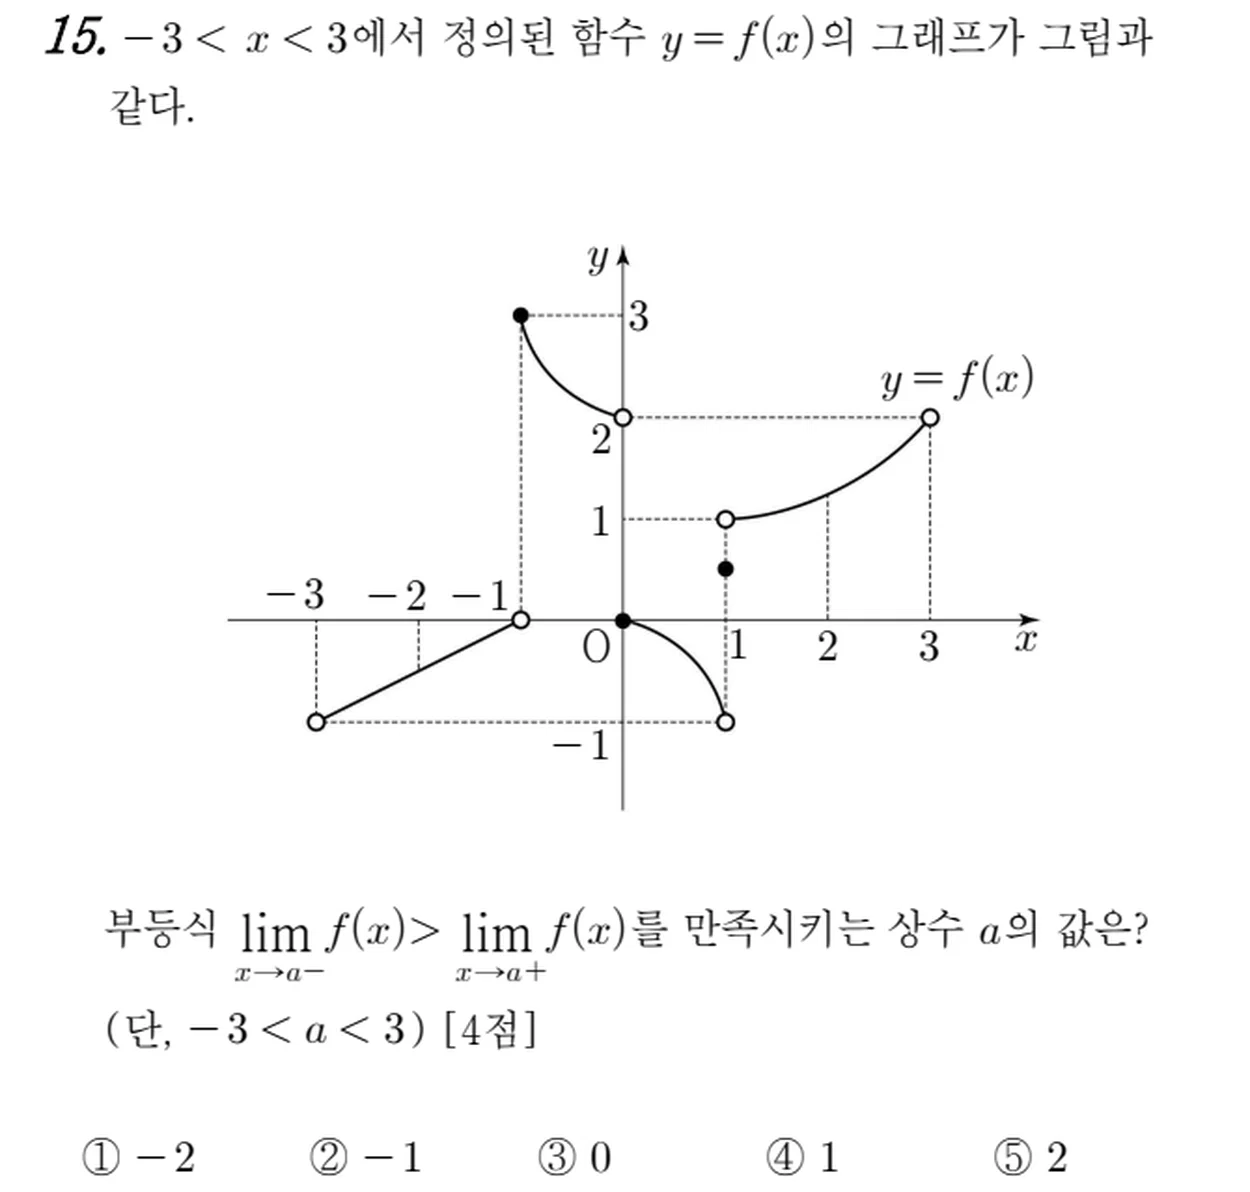 15. −3 < x < 3에서 정의된 함수 y = f(x)의 그래프가 그림과
같다.
y
3
y = f(x)
2
1
−3 −2 −1
O 1 2 3 x
−1
부등식 lim f(x) > lim f(x)를 만족시키는 상수 a의 값은?
x→a− x→a+
(단, −3 < a < 3) [4점]
① −2 ② −1 ③ 0 ④ 1 ⑤ 2